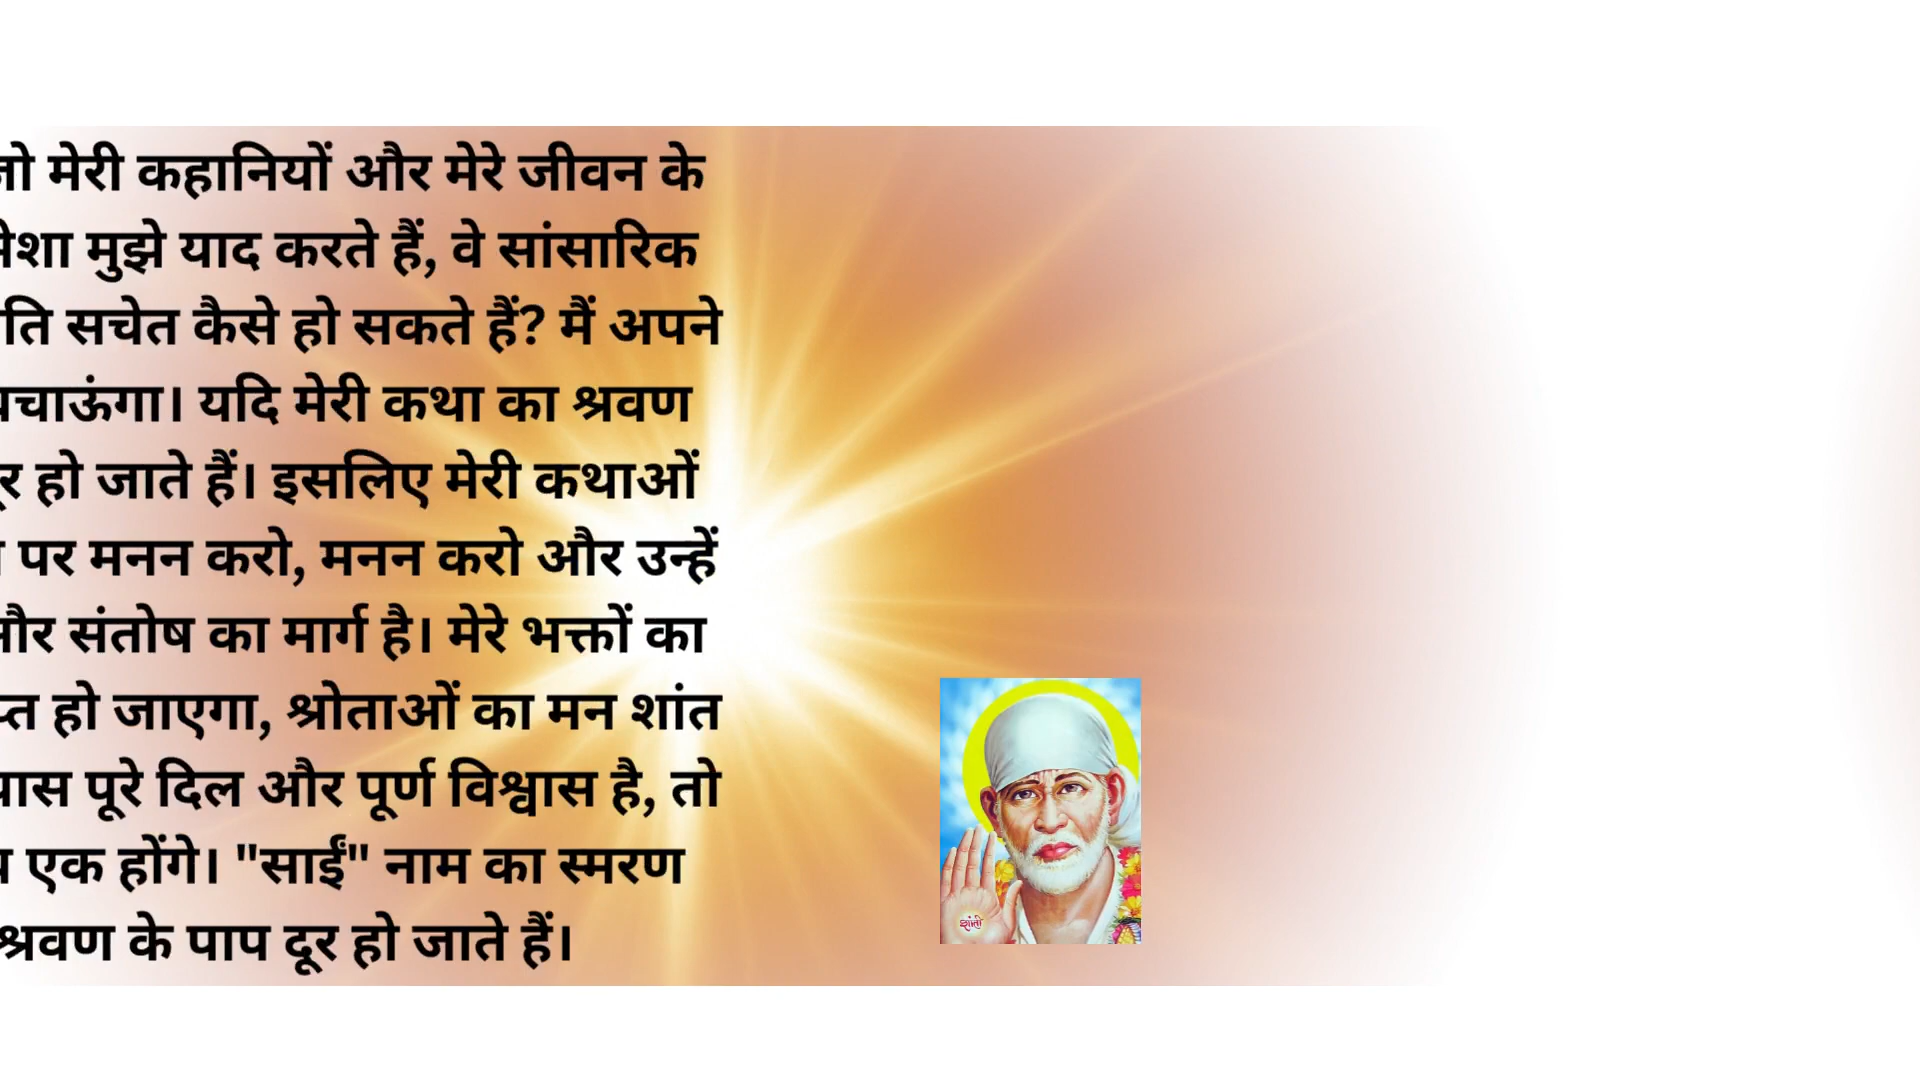 मेरी कहानियों और मेरे जीवन के
मुझे याद करते हैं, वे सांसारिक
सचेत कैसे हो सकते हैं? मैं अपने
यदि मेरी कथा का श्रवण
हो जाते हैं। इसलिए मेरी कथाओं
पर मनन करो, मनन करो और उन्हें
संतोष का मार्ग है। मेरे भक्तों का
हो जाएगा, श्रोताओं का मन शांत
पूरे दिल और पूर्ण विश्वास है, तो
एक होंगे। "साईं" नाम का स्मरण
श्रवण के पाप दूर हो जाते हैं।